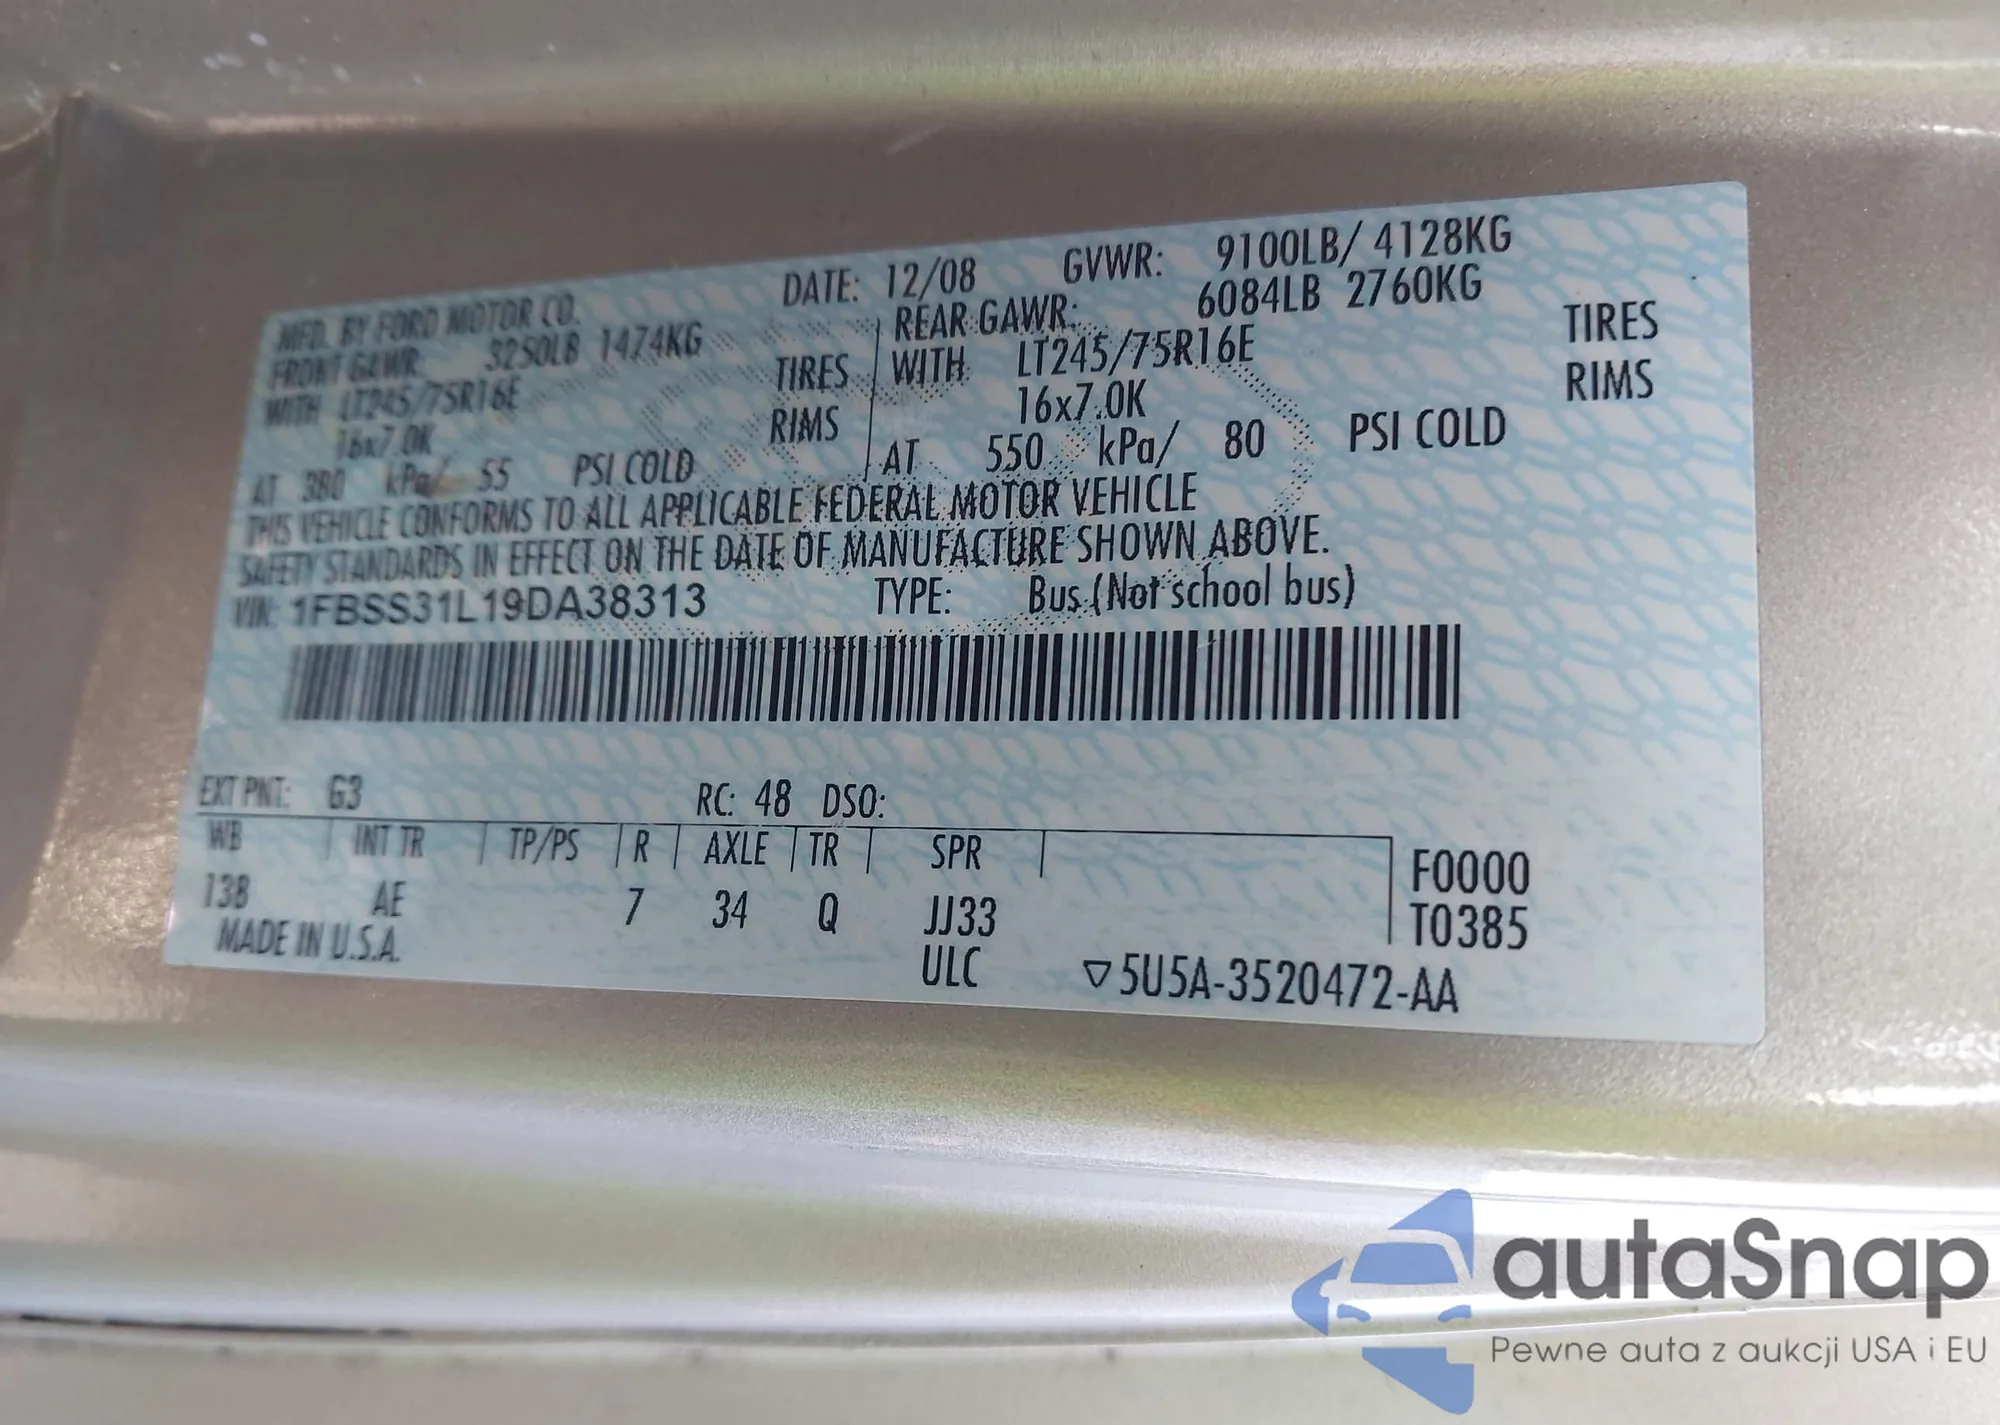 MFD. BY FORD MOTOR CO. DATE: 12/08 GVWR: 9100LB/ 4128KG
FRONT GAWR: 3250LB 1474KG REAR GAWR: 6084LB 2760KG
WITH LT245/75R16E TIRES WITH LT245/75R16E TIRES
16x7.0K RIMS 16x7.0K RIMS
AT 380 kPa/ 55 PSI COLD AT 550 kPa/ 80 PSI COLD
THIS VEHICLE CONFORMS TO ALL APPLICABLE FEDERAL MOTOR VEHICLE
SAFETY STANDARDS IN EFFECT ON THE DATE OF MANUFACTURE SHOWN ABOVE.
VIN: 1FBSS31L19DA38313 TYPE: Bus (Not school bus)
EXT PNT: G3 RC: 48 DSO:
WB INT TR TP/PS R AXLE TR SPR F0000
138 AE 7 34 Q JJ33 T0385
MADE IN U.S.A. ULC ▽5U5A-3520472-AA
autaSnap
Pewne auta z aukcji USA i EU